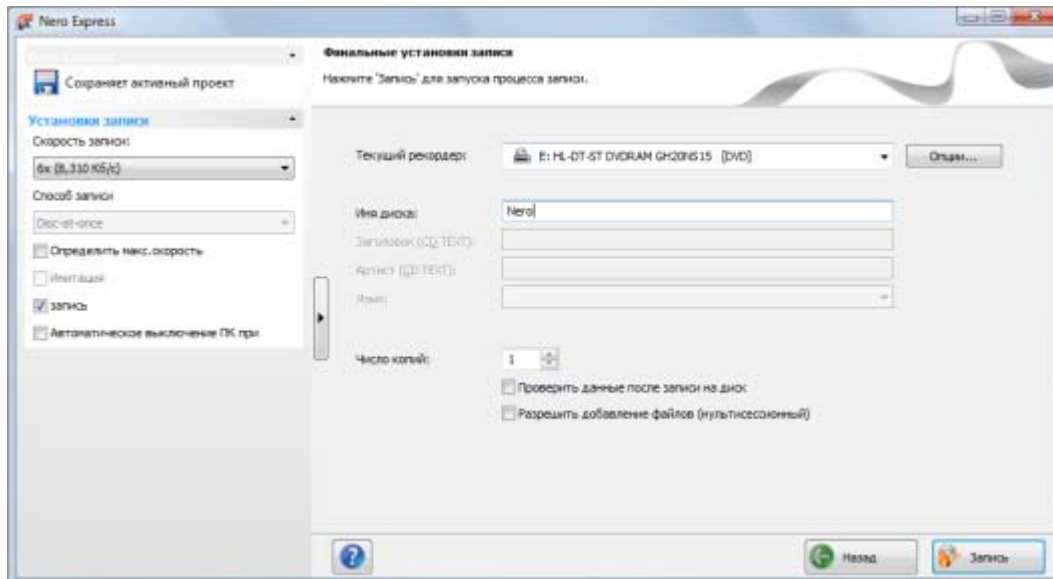 Nero Express
Сохраняет активный проект
Установки записи
Скорость записи:
6x (8,310 Кб/с)
Способ записи
Disc-at-once
Определить макс.скорость
Имитация
запись
Автоматическое выключение ПК при
Финальные установки записи
Нажмите 'Запись' для запуска процесса записи.
Текущий рекордер:
E: HL-DT-ST DVDRAM GH20NS15 [DVD]
Опции...
Имя диска:
Nero
Заголовок (CD TEXT):
Артист (CD TEXT):
Язык:
Число копий:
1
Проверить данные после записи на диск
Разрешить добавление файлов (мультисессионный)
Назад
Запись